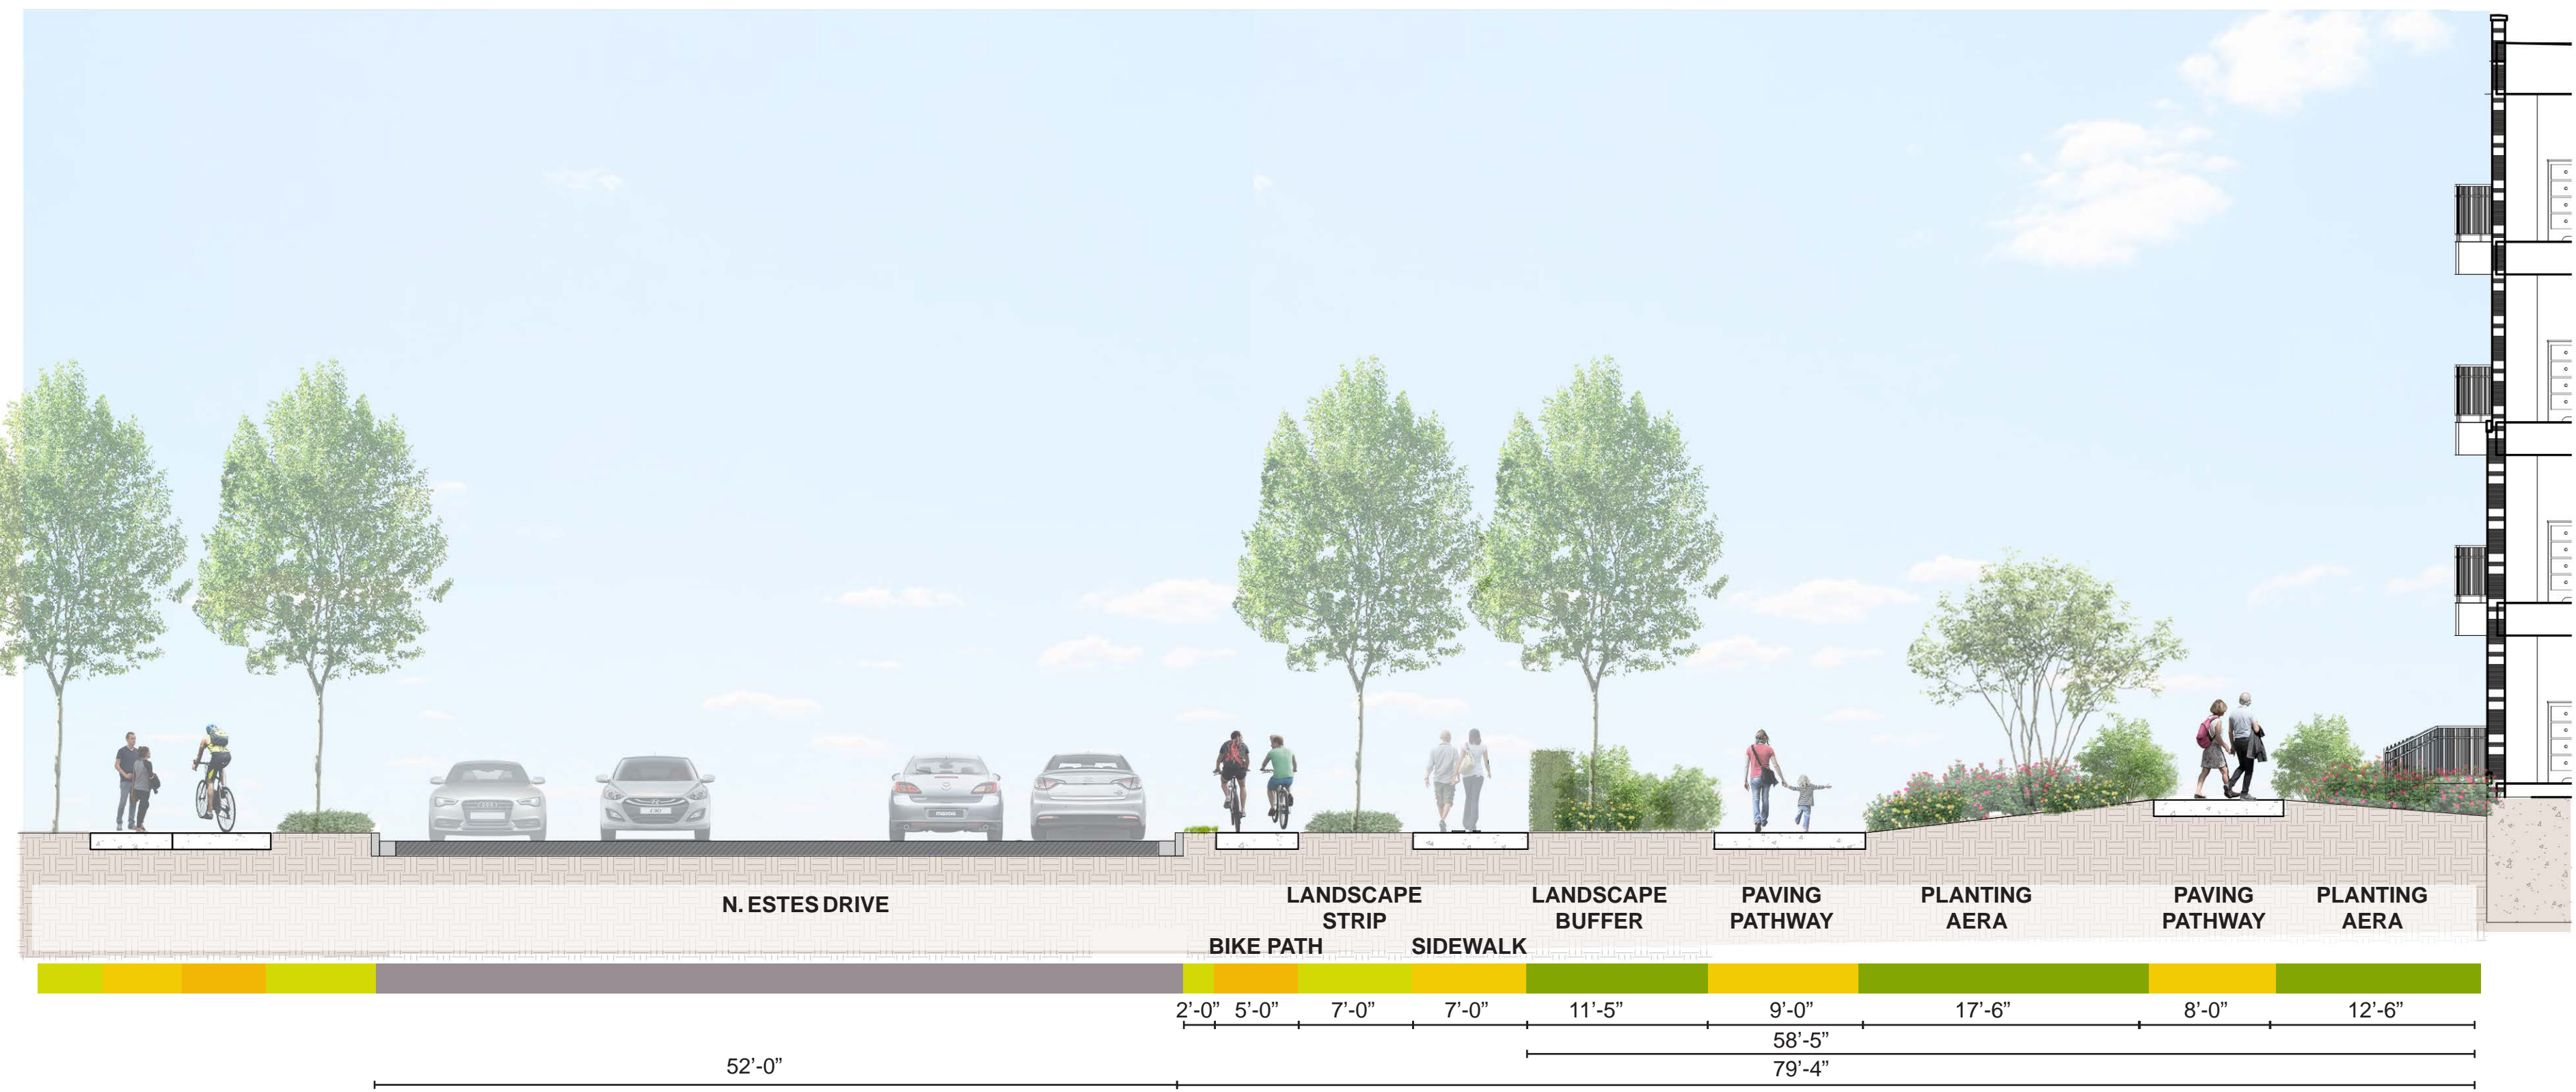 N. ESTES DRIVE
LANDSCAPE
STRIP
LANDSCAPE
BUFFER
PAVING
PATHWAY
PLANTING
AERA
PAVING
PATHWAY
PLANTING
AERA
BIKE PATH
SIDEWALK
2’-0” 5’-0” 7’-0” 7’-0” 11’-5” 9’-0” 17’-6” 8’-0” 12’-6”
58’-5”
52’-0”
79’-4”